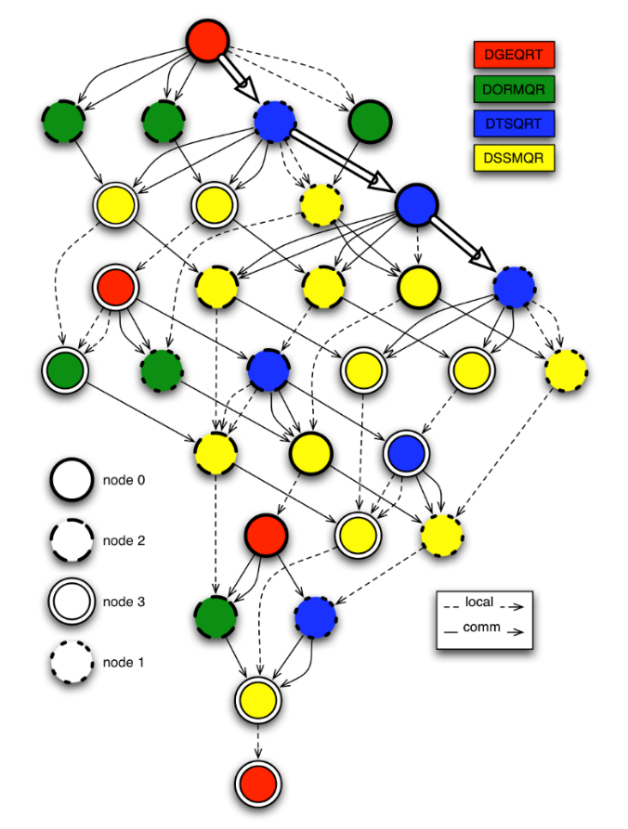 DGEQRT
DORMQR
DTSQRT
DSSMQR
node 0
node 2
node 3
node 1
local
comm